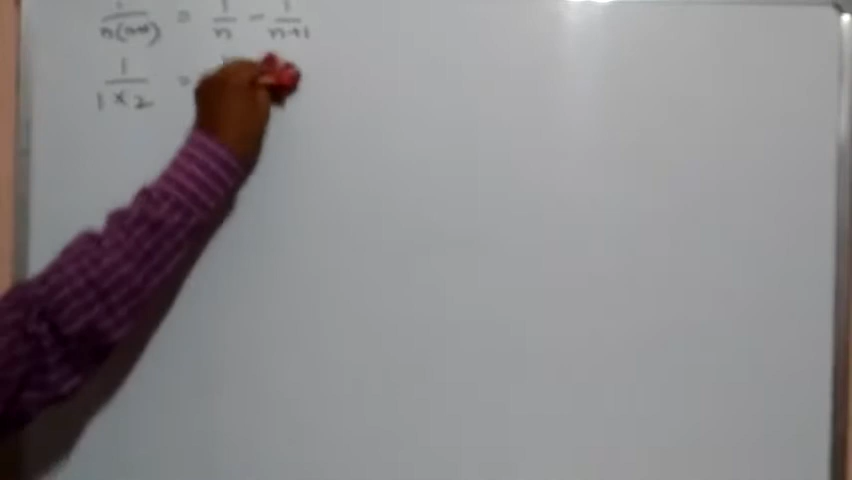 1/n(n+1) = 1/n - 1/n+1
1/1×2 =